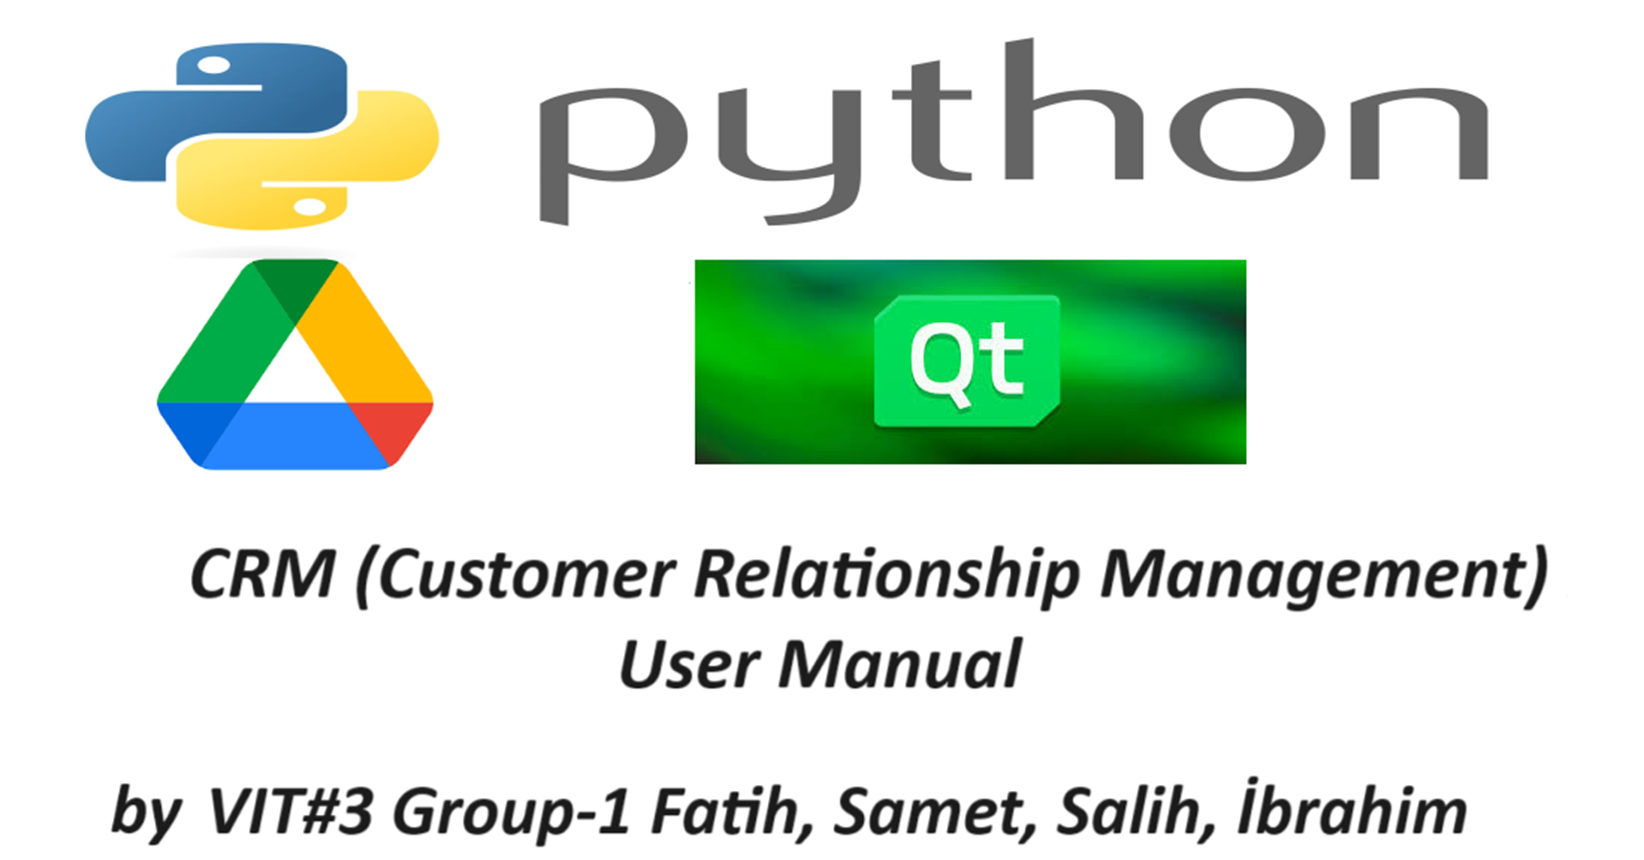 python
Qt
CRM (Customer Relationship Management)
User Manual
by VIT#3 Group-1 Fatih, Samet, Salih, İbrahim